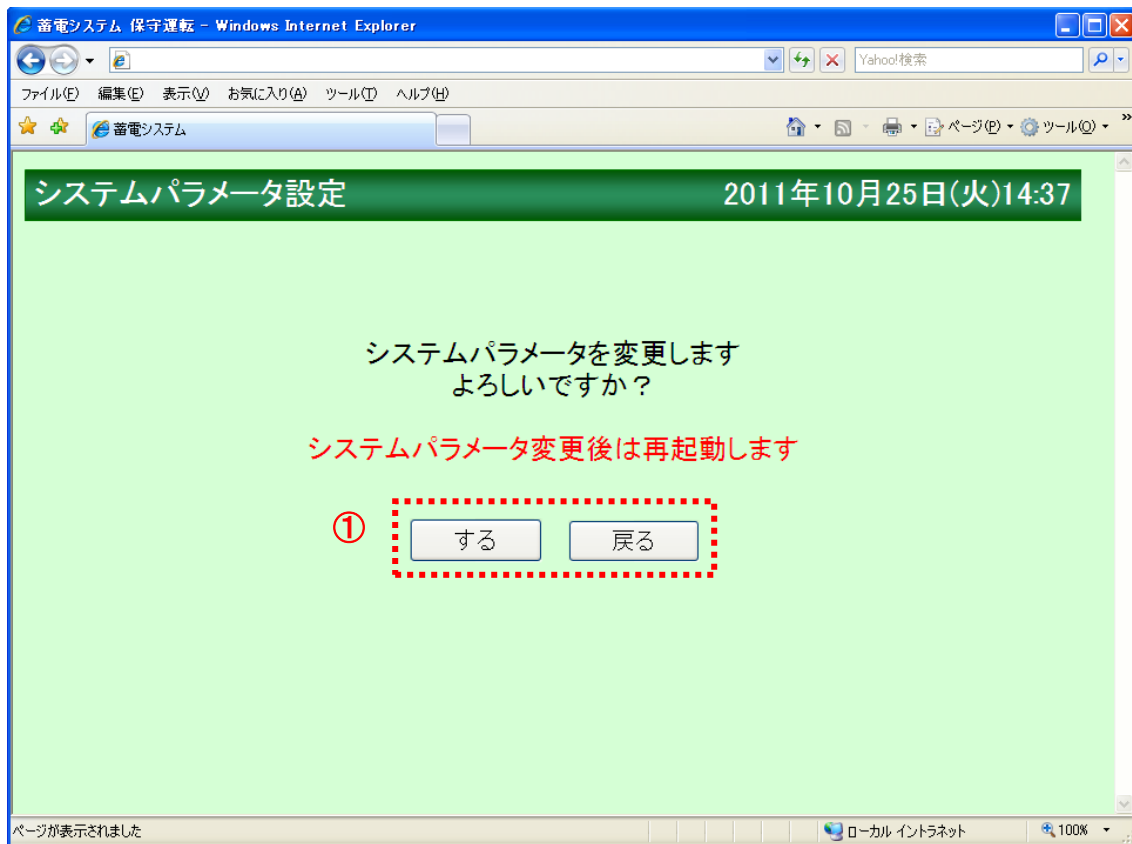 蓄電システム 保守運転 - Windows Internet Explorer
Yahoo!検索
ファイル(F) 編集(E) 表示(V) お気に入り(A) ツール(T) ヘルプ(H)
蓄電システム
ページ(P) ツール(O) »
システムパラメータ設定 2011年10月25日(火)14:37
システムパラメータを変更します
よろしいですか？
システムパラメータ変更後は再起動します
① する 戻る
ページが表示されました ローカル イントラネット 100%